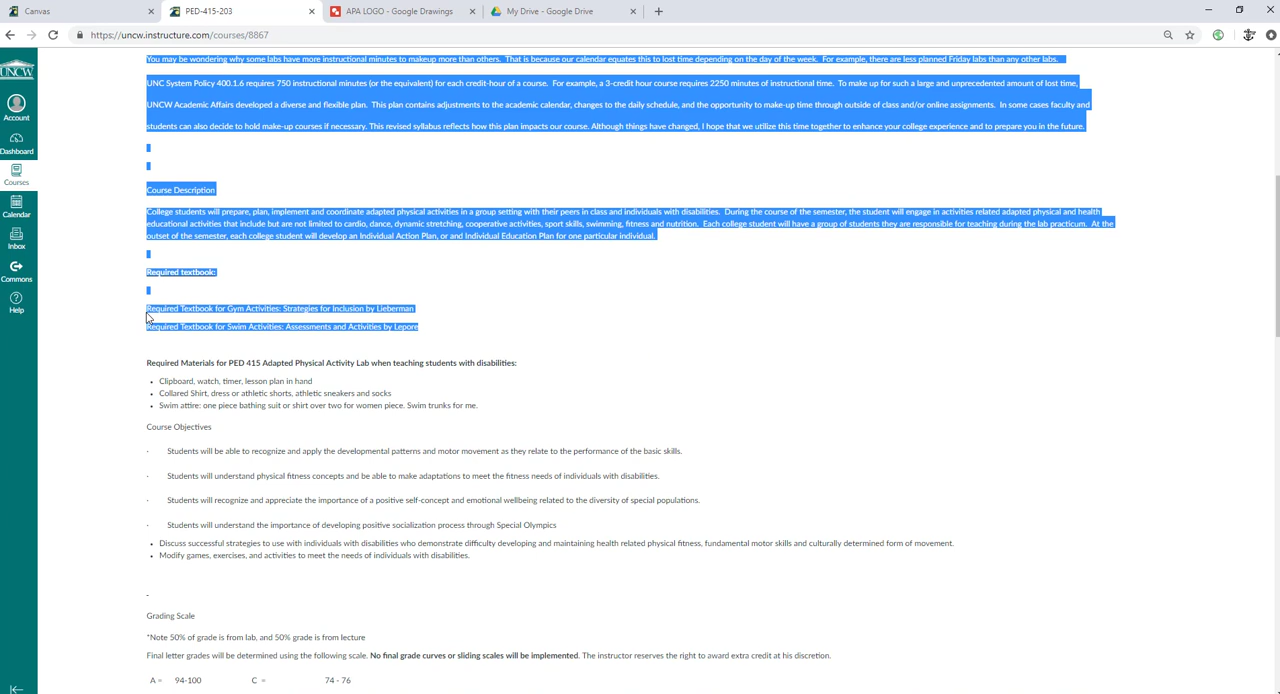 Canvas
PED-415-203
APA LOGO - Google Drawings
My Drive - Google Drive
https://uncw.instructure.com/courses/8867
UNCW
Account
Dashboard
Courses
Calendar
Inbox
Commons
Help
You may be wondering why some labs have more instructional minutes to makeup more than others. That is because our calendar equates this to lost time depending on the day of the week. For example, there are less planned Friday labs than any other labs.
UNC System Policy 400.1.6 requires 750 instructional minutes (or the equivalent) for each credit-hour of a course. For example, a 3-credit hour course requires 2250 minutes of instructional time. To make up for such a large and unprecedented amount of lost time,
UNCW Academic Affairs developed a diverse and flexible plan. This plan contains adjustments to the academic calendar, changes to the daily schedule, and the opportunity to make-up time through outside of class and/or online assignments. In some cases faculty and
students can also decide to hold make-up courses if necessary. This revised syllabus reflects how this plan impacts our course. Although things have changed, I hope that we utilize this time together to enhance your college experience and to prepare you in the future.
Course Description
College students will prepare, plan, implement and coordinate adapted physical activities in a group setting with their peers in class and individuals with disabilities. During the course of the semester, the student will engage in activities related adapted physical and health
educational activities that include but are not limited to cardio, dance, dynamic stretching, cooperative activities, sport skills, swimming, fitness and nutrition. Each college student will have a group of students they are responsible for teaching during the lab practicum. At the
outset of the semester, each college student will develop an Individual Action Plan, or and Individual Education Plan for one particular individual.
Required textbook:
Required Textbook for Gym Activities: Strategies for Inclusion by Lieberman
Required Textbook for Swim Activities: Assessments and Activities by Lepore
Required Materials for PED 415 Adapted Physical Activity Lab when teaching students with disabilities:
• Clipboard, watch, timer, lesson plan in hand
• Collared Shirt, dress or athletic shorts, athletic sneakers and socks
• Swim attire: one piece bathing suit or shirt over two for women piece. Swim trunks for me.
Course Objectives
· Students will be able to recognize and apply the developmental patterns and motor movement as they relate to the performance of the basic skills.
· Students will understand physical fitness concepts and be able to make adaptations to meet the fitness needs of individuals with disabilities.
· Students will recognize and appreciate the importance of a positive self-concept and emotional wellbeing related to the diversity of special populations.
· Students will understand the importance of developing positive socialization process through Special Olympics
• Discuss successful strategies to use with individuals with disabilities who demonstrate difficulty developing and maintaining health related physical fitness, fundamental motor skills and culturally determined form of movement.
• Modify games, exercises, and activities to meet the needs of individuals with disabilities.
-
Grading Scale
*Note 50% of grade is from lab, and 50% grade is from lecture
Final letter grades will be determined using the following scale. No final grade curves or sliding scales will be implemented. The instructor reserves the right to award extra credit at his discretion.
A = 94-100 C = 74 - 76